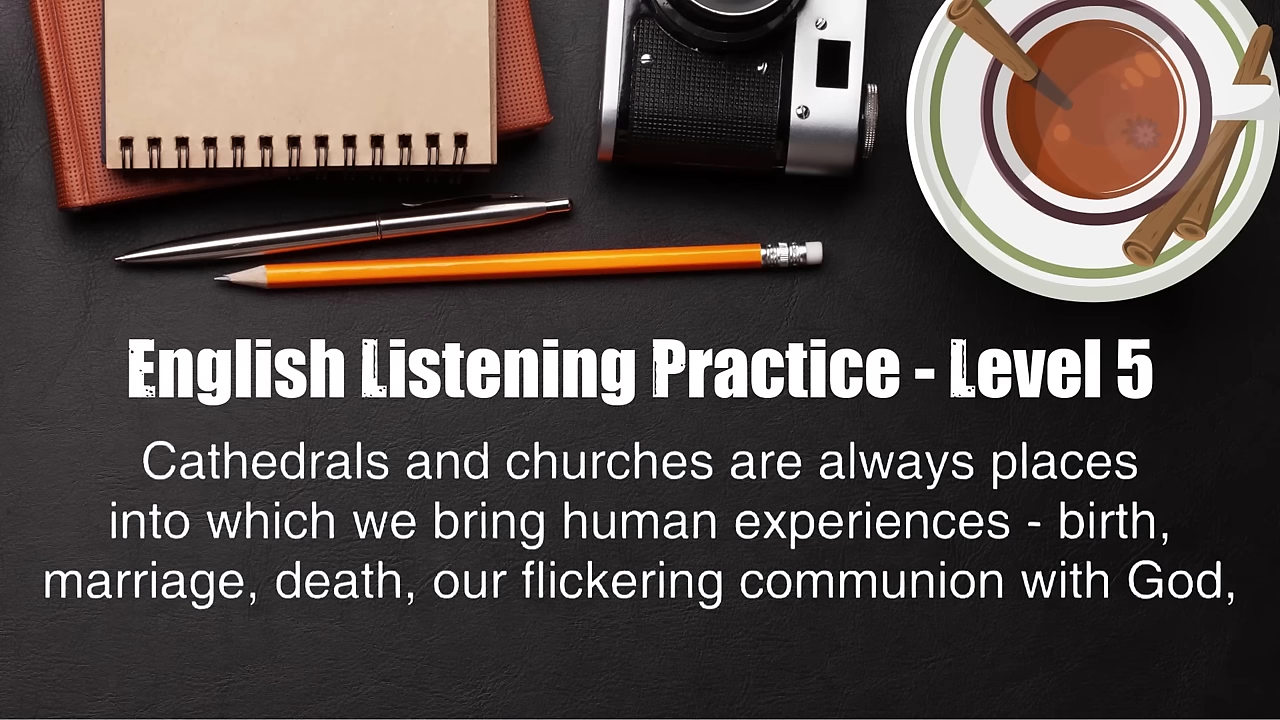 English Listening Practice - Level 5
Cathedrals and churches are always places
into which we bring human experiences - birth,
marriage, death, our flickering communion with God,